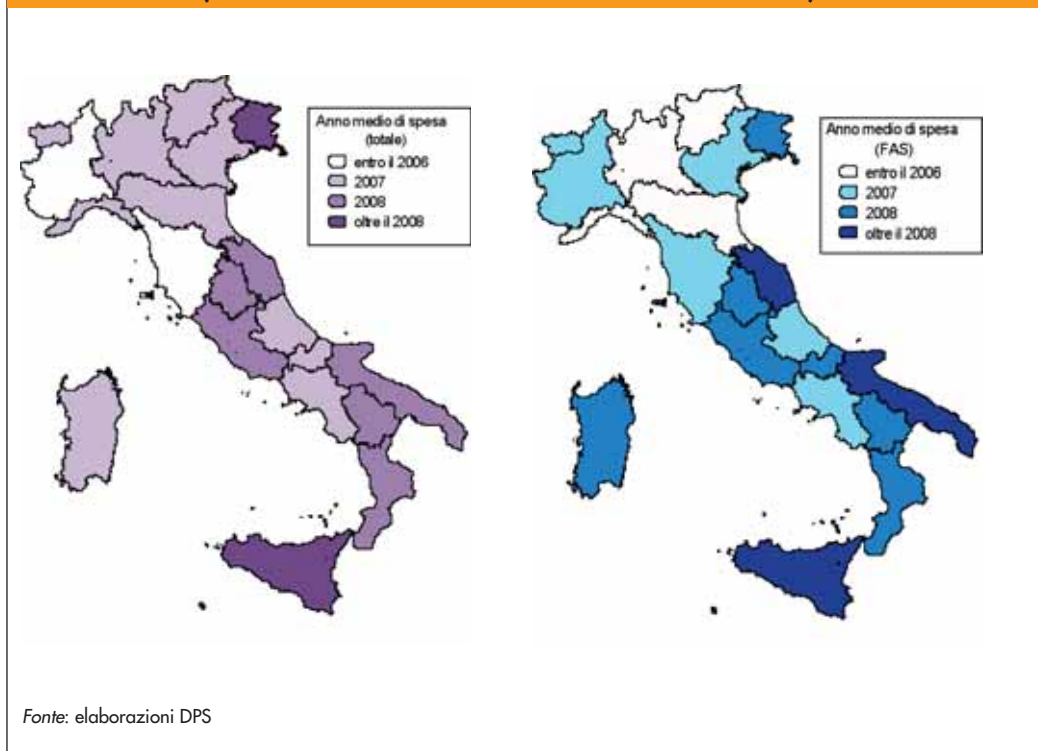 Anno medio di spesa
(totale)
entro il 2006
2007
2008
oltre il 2008
Anno medio di spesa
(FAS)
entro il 2006
2007
2008
oltre il 2008
Fonte: elaborazioni DPS